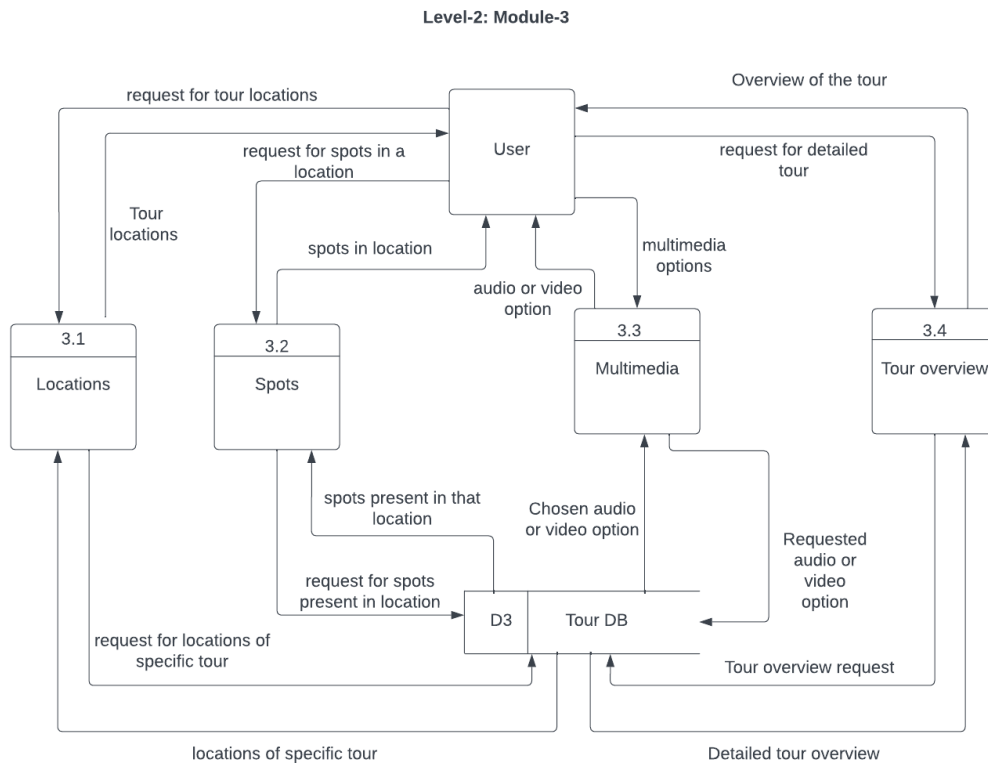 Level-2: Module-3
Overview of the tour
request for tour locations
User
request for spots in a
location
request for detailed
tour
Tour
locations
spots in location
multimedia
options
audio or video
option
3.1
Locations
3.2
Spots
3.3
Multimedia
3.4
Tour overview
spots present in that
location
Chosen audio
or video option
Requested
audio or
video
option
request for spots
present in location
D3
Tour DB
request for locations of
specific tour
Tour overview request
locations of specific tour
Detailed tour overview